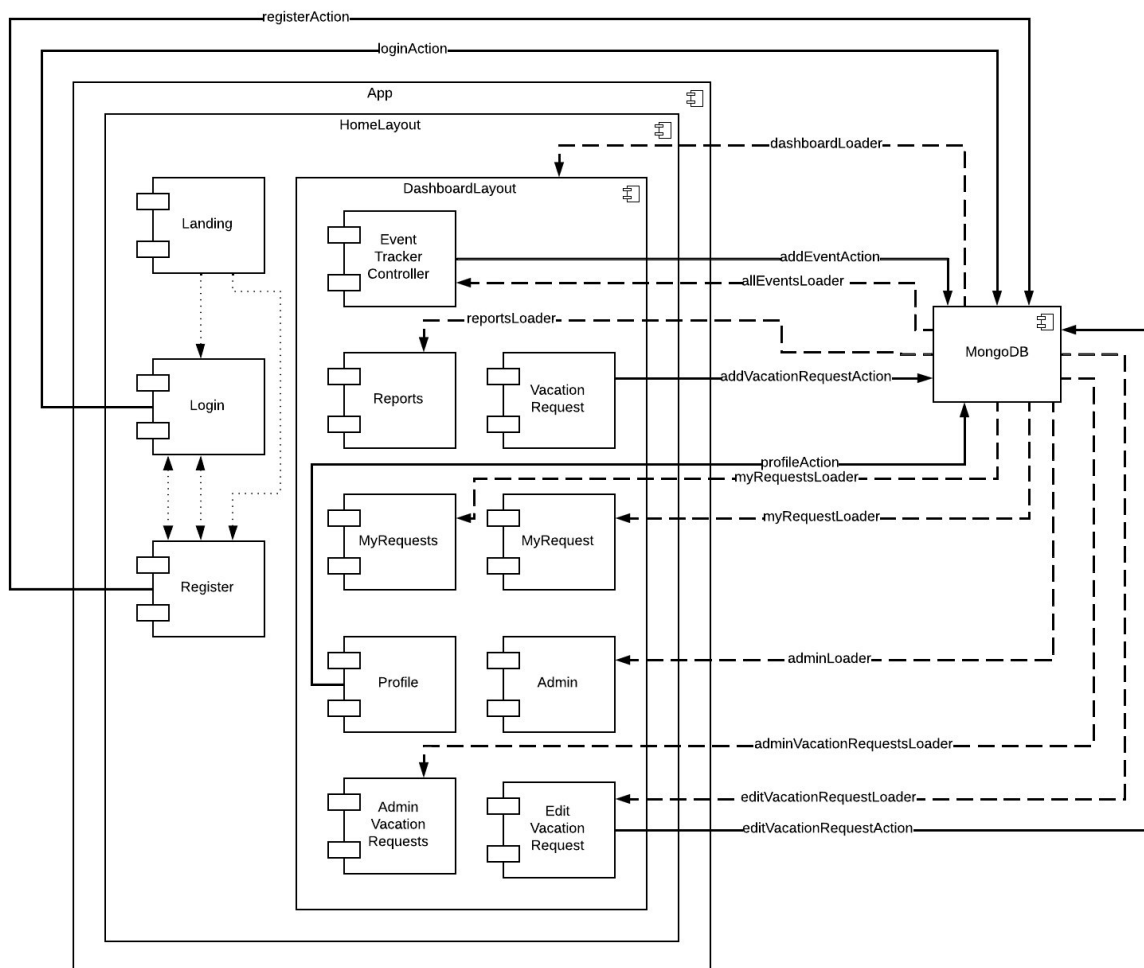 registerAction
loginAction
App
HomeLayout
dashboardLoader
DashboardLayout
Landing
Event
Tracker
Controller
addEventAction
allEventsLoader
reportsLoader
MongoDB
Login
Reports
Vacation
Request
addVacationRequestAction
profileAction
myRequestsLoader
myRequestLoader
MyRequests
MyRequest
Register
adminLoader
Profile
Admin
adminVacationRequestsLoader
editVacationRequestLoader
Admin
Vacation
Requests
Edit
Vacation
Request
editVacationRequestAction